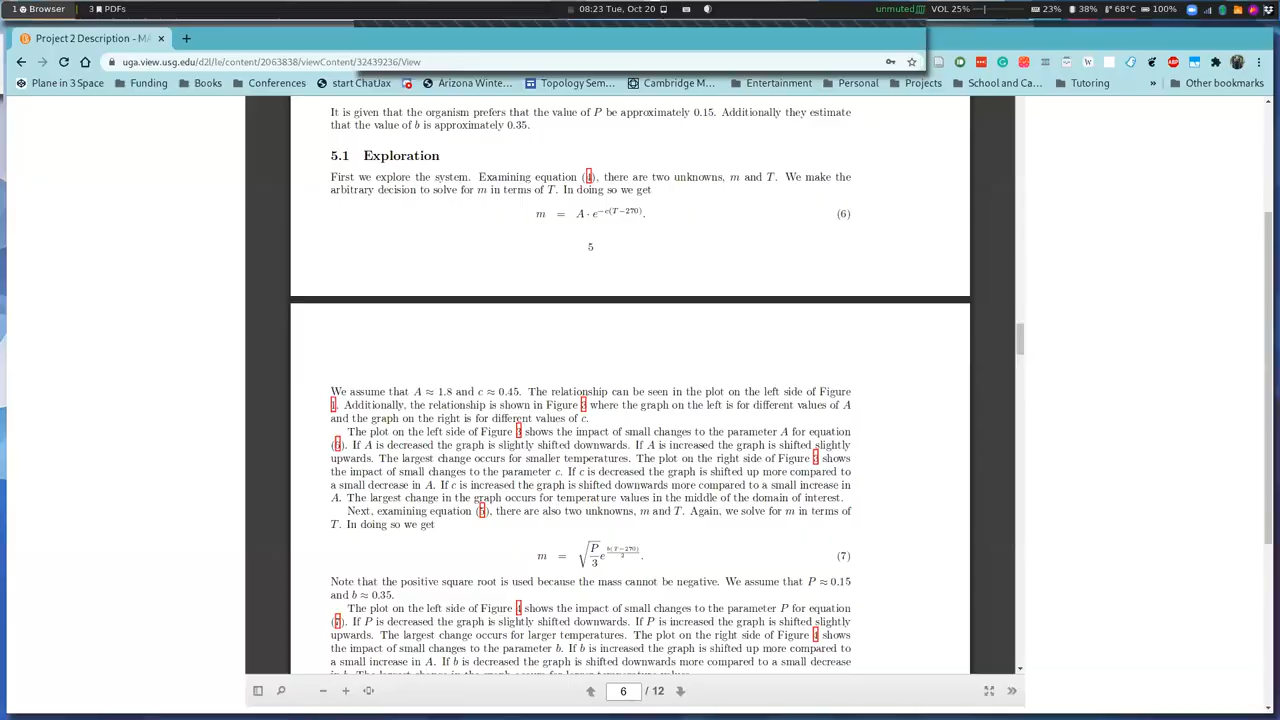 1 Browser 3 PDFs 08:23 Tue, Oct 20 unmuted VOL 25% 23% 38% 68°C 100%
Project 2 Description - MA
uga.view.usg.edu/d2l/le/content/2063838/viewContent/32439236/View
Plane in 3 Space Funding Books Conferences start ChatJax Arizona Winte... Topology Sem... Cambridge M... Entertainment Personal Projects School and Ca... Tutoring » Other bookmarks
It is given that the organism prefers that the value of P be approximately 0.15. Additionally they estimate
that the value of b is approximately 0.35.
5.1 Exploration
First we explore the system. Examining equation (4), there are two unknowns, m and T. We make the
arbitrary decision to solve for m in terms of T. In doing so we get
m = A · e^{−c(T−270)}. (6)
5
We assume that A ≈ 1.8 and c ≈ 0.45. The relationship can be seen in the plot on the left side of Figure
1. Additionally, the relationship is shown in Figure 3 where the graph on the left is for different values of A
and the graph on the right is for different values of c.
The plot on the left side of Figure 3 shows the impact of small changes to the parameter A for equation
(6). If A is decreased the graph is slightly shifted downwards. If A is increased the graph is shifted slightly
upwards. The largest change occurs for smaller temperatures. The plot on the right side of Figure 3 shows
the impact of small changes to the parameter c. If c is decreased the graph is shifted up more compared to
a small decrease in A. If c is increased the graph is shifted downwards more compared to a small increase in
A. The largest change in the graph occurs for temperature values in the middle of the domain of interest.
Next, examining equation (5), there are also two unknowns, m and T. Again, we solve for m in terms of
T. In doing so we get
m = √(P/3) e^{b(T−270)/2}. (7)
Note that the positive square root is used because the mass cannot be negative. We assume that P ≈ 0.15
and b ≈ 0.35.
The plot on the left side of Figure 4 shows the impact of small changes to the parameter P for equation
(7). If P is decreased the graph is slightly shifted downwards. If P is increased the graph is shifted slightly
upwards. The largest change occurs for larger temperatures. The plot on the right side of Figure 4 shows
the impact of small changes to the parameter b. If b is increased the graph is shifted up more compared to
a small increase in A. If b is decreased the graph is shifted downwards more compared to a small decrease
in b. The largest change in the graph occurs for larger temperature values.
6 / 12